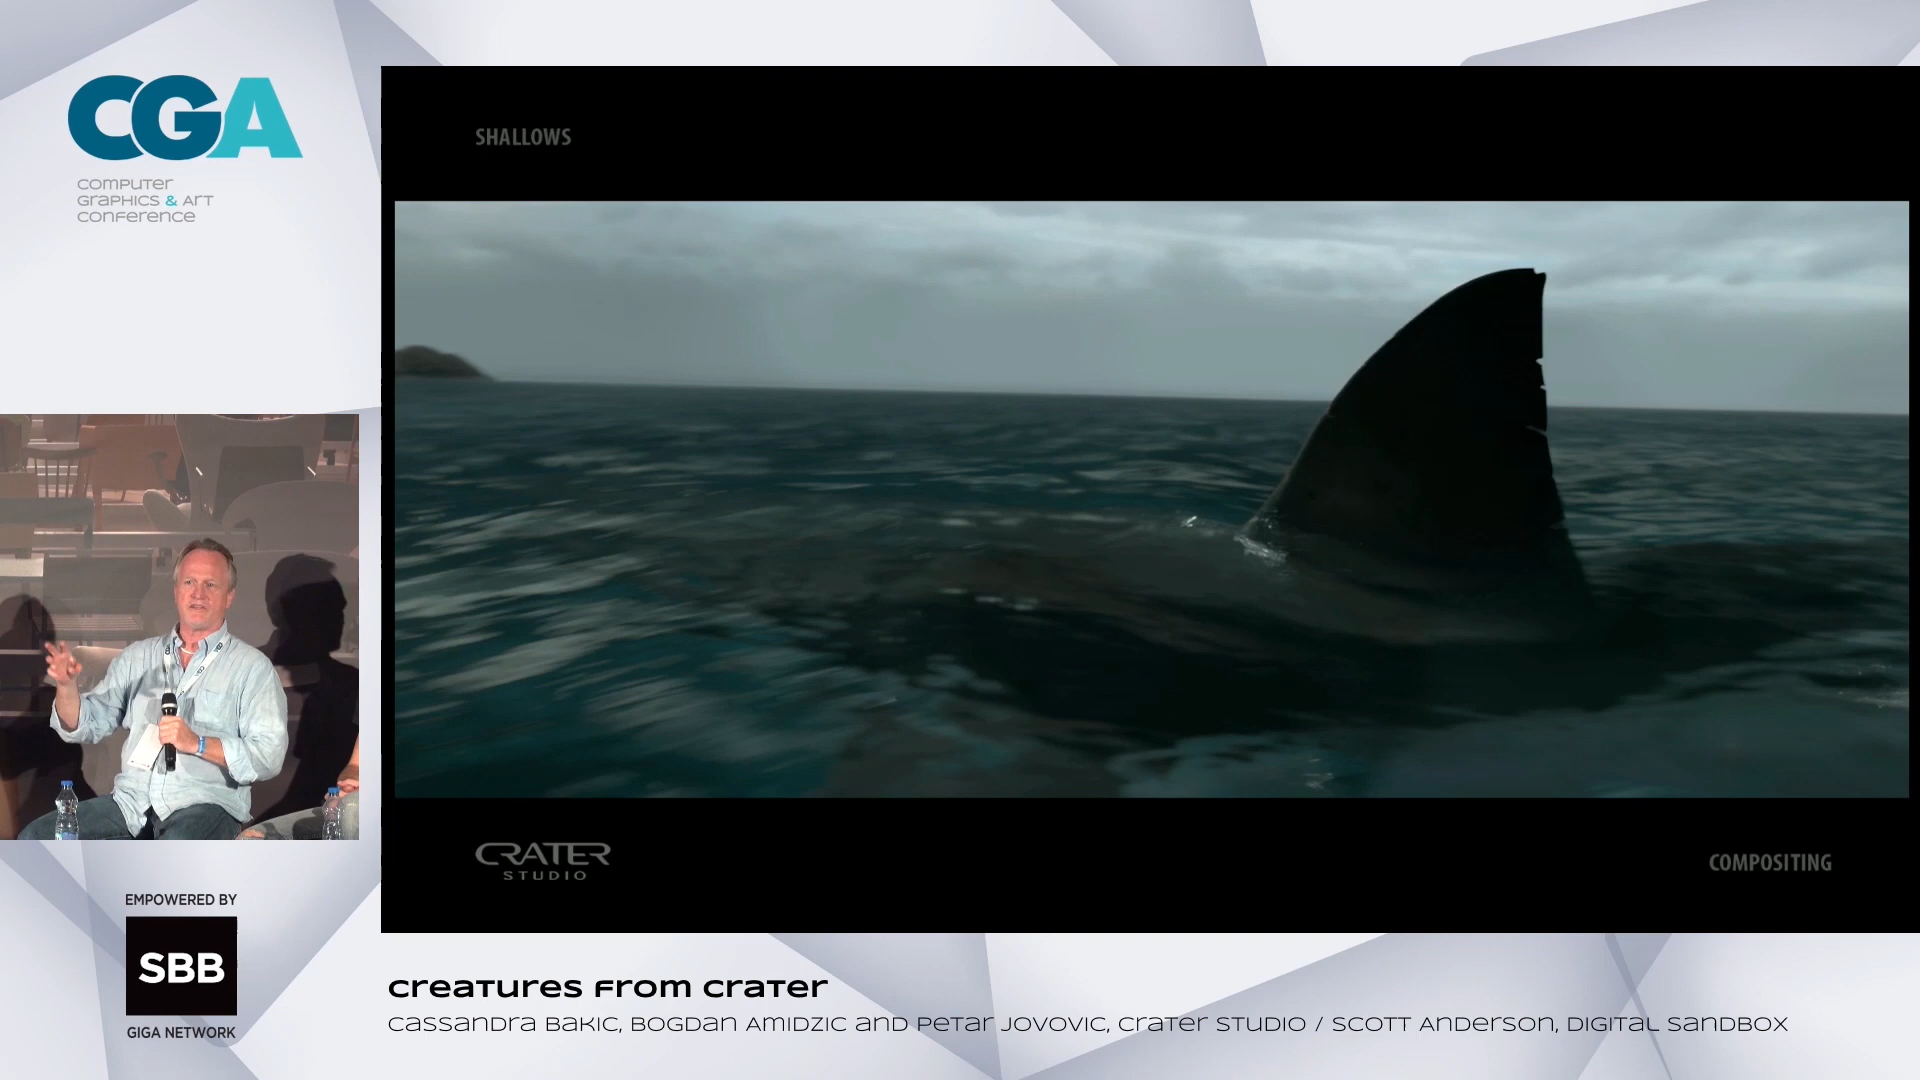 CGA
computer
graphics & art
conference
SHALLOWS
CRATER
STUDIO
COMPOSITING
EMPOWERED BY
SBB
GIGA NETWORK
creatures from crater
cassandra bakic, bogdan amidzic and petar jovovic, crater studio / scott anderson, digital sandbox